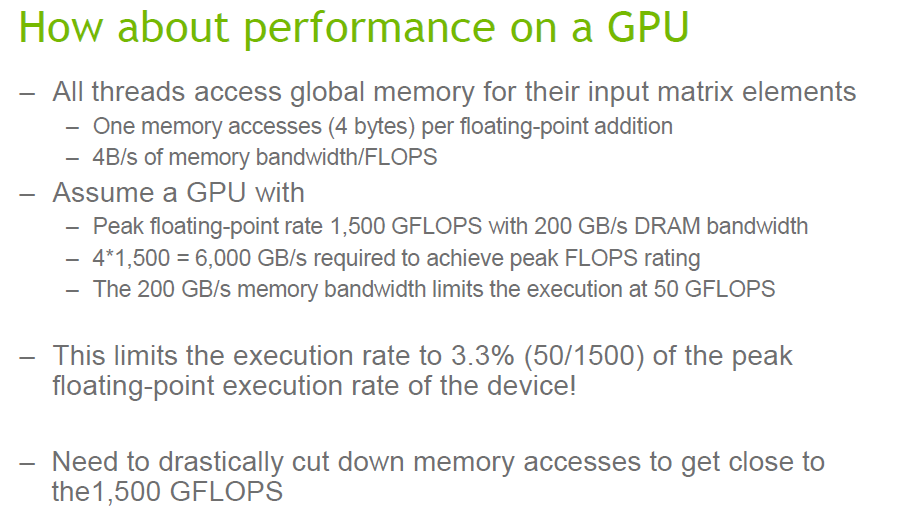 How about performance on a GPU
– All threads access global memory for their input matrix elements
– One memory accesses (4 bytes) per floating-point addition
– 4B/s of memory bandwidth/FLOPS
– Assume a GPU with
– Peak floating-point rate 1,500 GFLOPS with 200 GB/s DRAM bandwidth
– 4*1,500 = 6,000 GB/s required to achieve peak FLOPS rating
– The 200 GB/s memory bandwidth limits the execution at 50 GFLOPS
– This limits the execution rate to 3.3% (50/1500) of the peak
floating-point execution rate of the device!
– Need to drastically cut down memory accesses to get close to
the1,500 GFLOPS